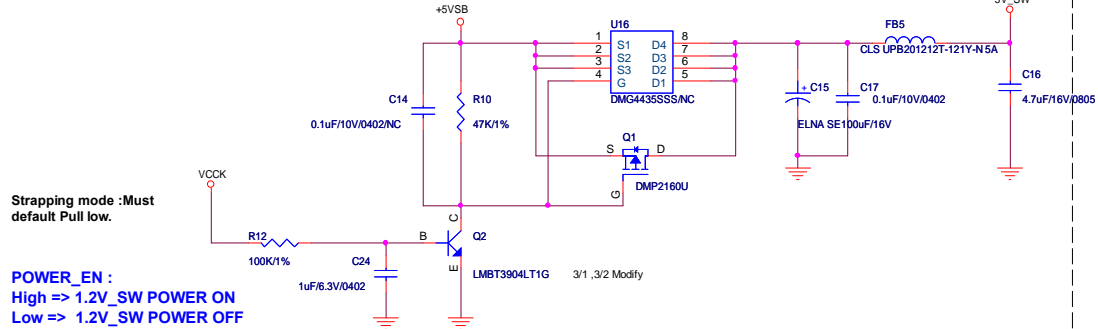 +5VSB
U16
1 S1 D4 8
2 S2 D3 7
3 S3 D2 6
4 G D1 5
DMG4435SSS/NC
FB5
CLS UPB201212T-121Y-N 5A
C14
0.1uF/10V/0402/NC
R10
47K/1%
+ C15
ELNA SE100uF/16V
C17
0.1uF/10V/0402
C16
4.7uF/16V/0805
Q1
S D
G
DMP2160U
VCCK
Strapping mode :Must
default Pull low.
R12
100K/1%
C24
1uF/6.3V/0402
B
C
E
Q2
LMBT3904LT1G
3/1 ,3/2 Modify
POWER_EN :
High => 1.2V_SW POWER ON
Low => 1.2V_SW POWER OFF